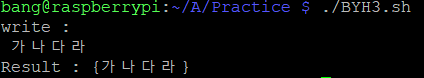 bang@raspberrypi:~/A/Practice $ ./BYH3.sh
write :
 가 나 다 라
Result : {가 나 다 라 }